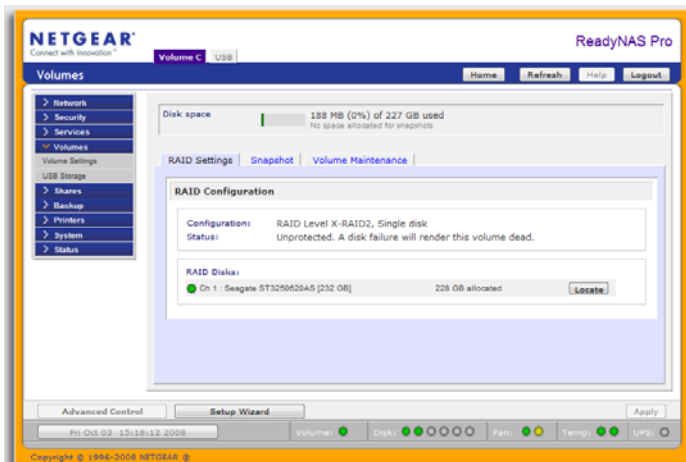 NETGEAR®
Connect with Innovation™
ReadyNAS Pro
Volume C USB
Volumes
Home Refresh Help Logout
> Network
> Security
> Services
Volumes
Volume Settings
USB Storage
> Shares
> Backup
> Printers
> System
> Status
Disk space
188 MB (0%) of 227 GB used
No space allocated for snapshots
RAID Settings Snapshot Volume Maintenance
RAID Configuration
Configuration: RAID Level X-RAID2, Single disk
Status: Unprotected. A disk failure will render this volume dead.
RAID Disks:
Ch 1 : Seagate ST3250620AS [232 GB] 228 GB allocated Locate
Advanced Control Setup Wizard Apply
Fri Oct 03 15:18:12 2008 Volume: Disk: Fan: Temp: UPS:
Copyright © 1996-2008 NETGEAR ®